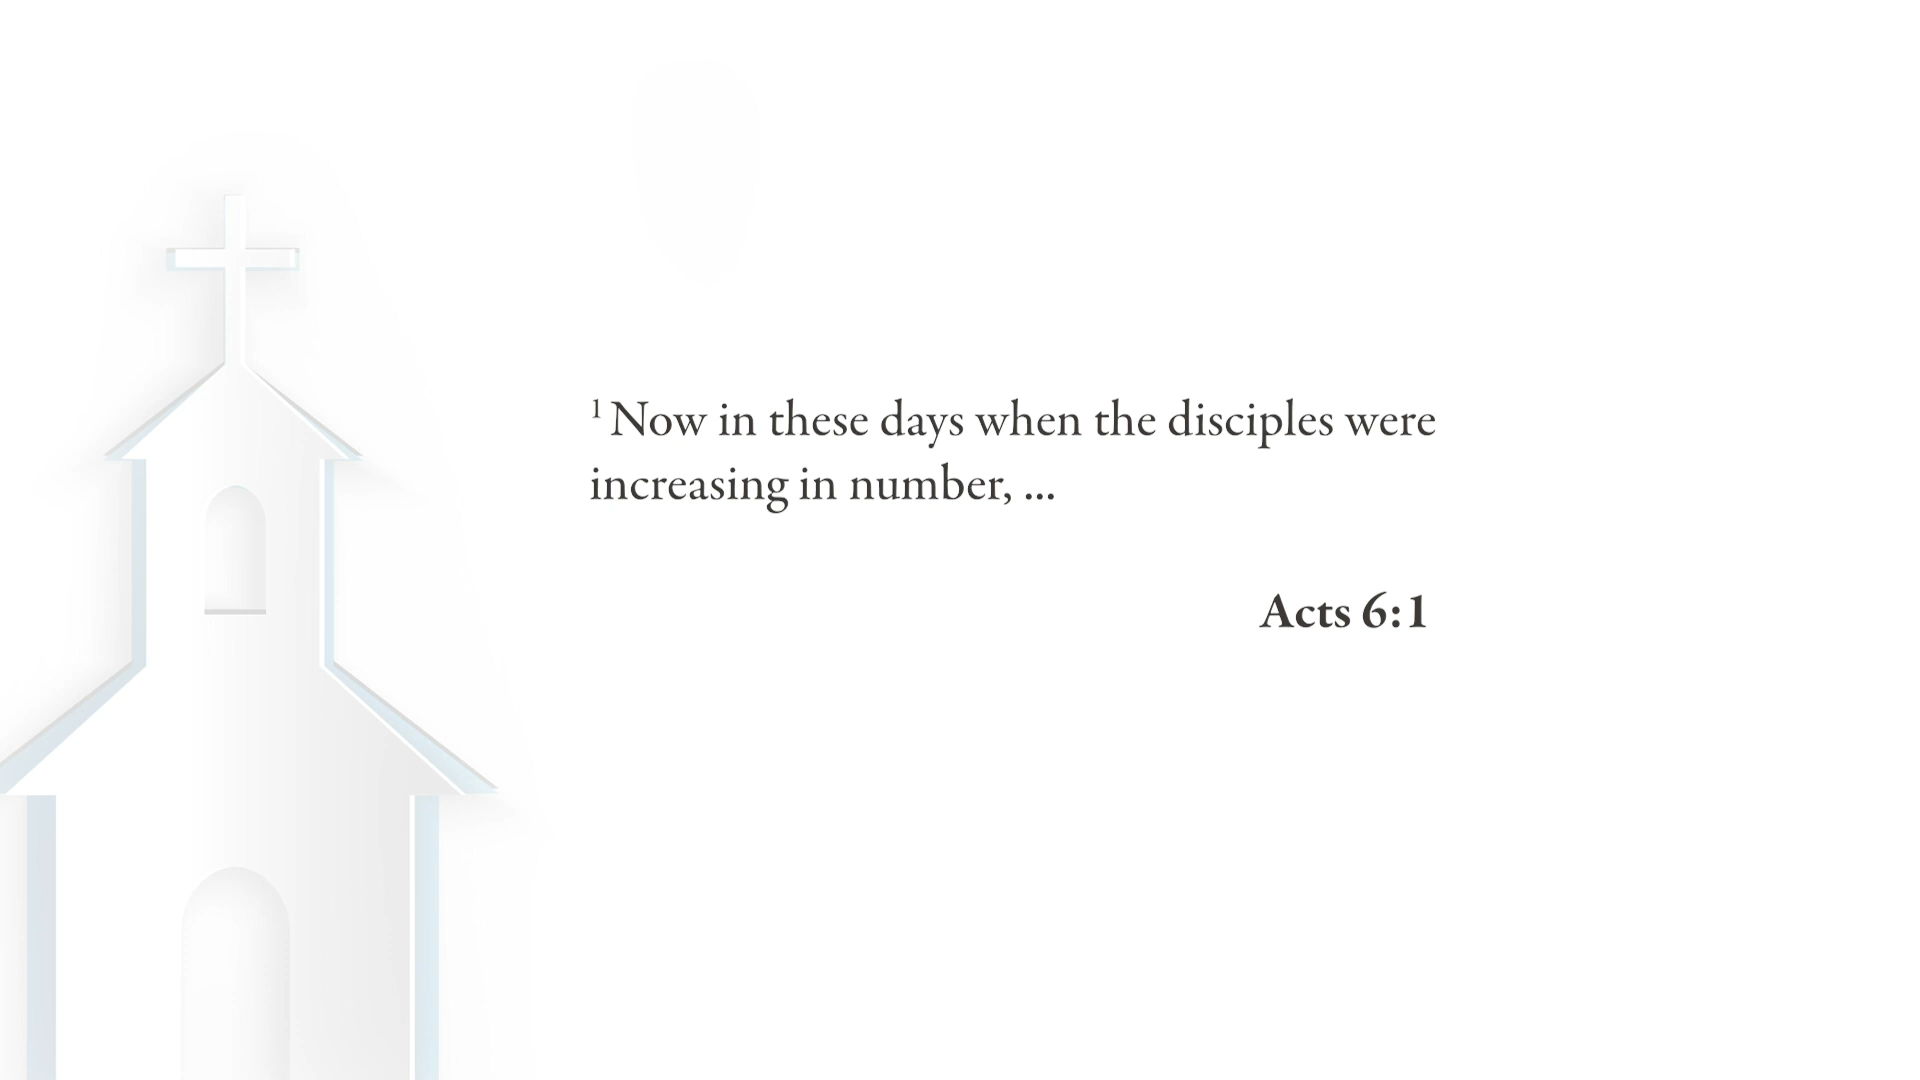 1 Now in these days when the disciples were
increasing in number, ...
Acts 6:1